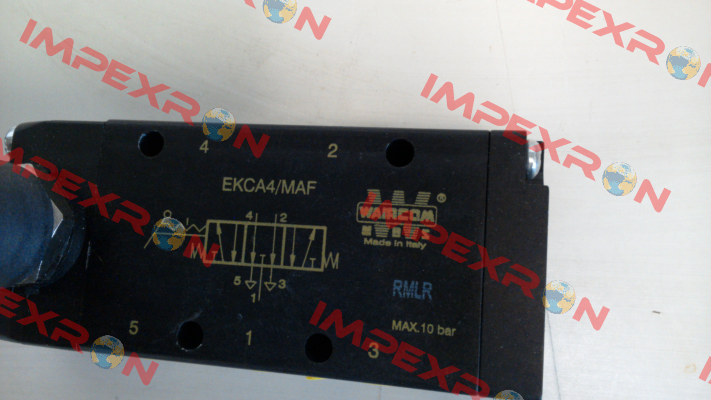 IMPEXRON
IMPEXRON
IMPEXRON
IMPEXRON
IMPEXRON
4 2
EKCA4/MAF
4 2
WAIRCOM ®
M B S
Made in Italy
5 3
1
RMLR
MAX.10 bar
5 1 3